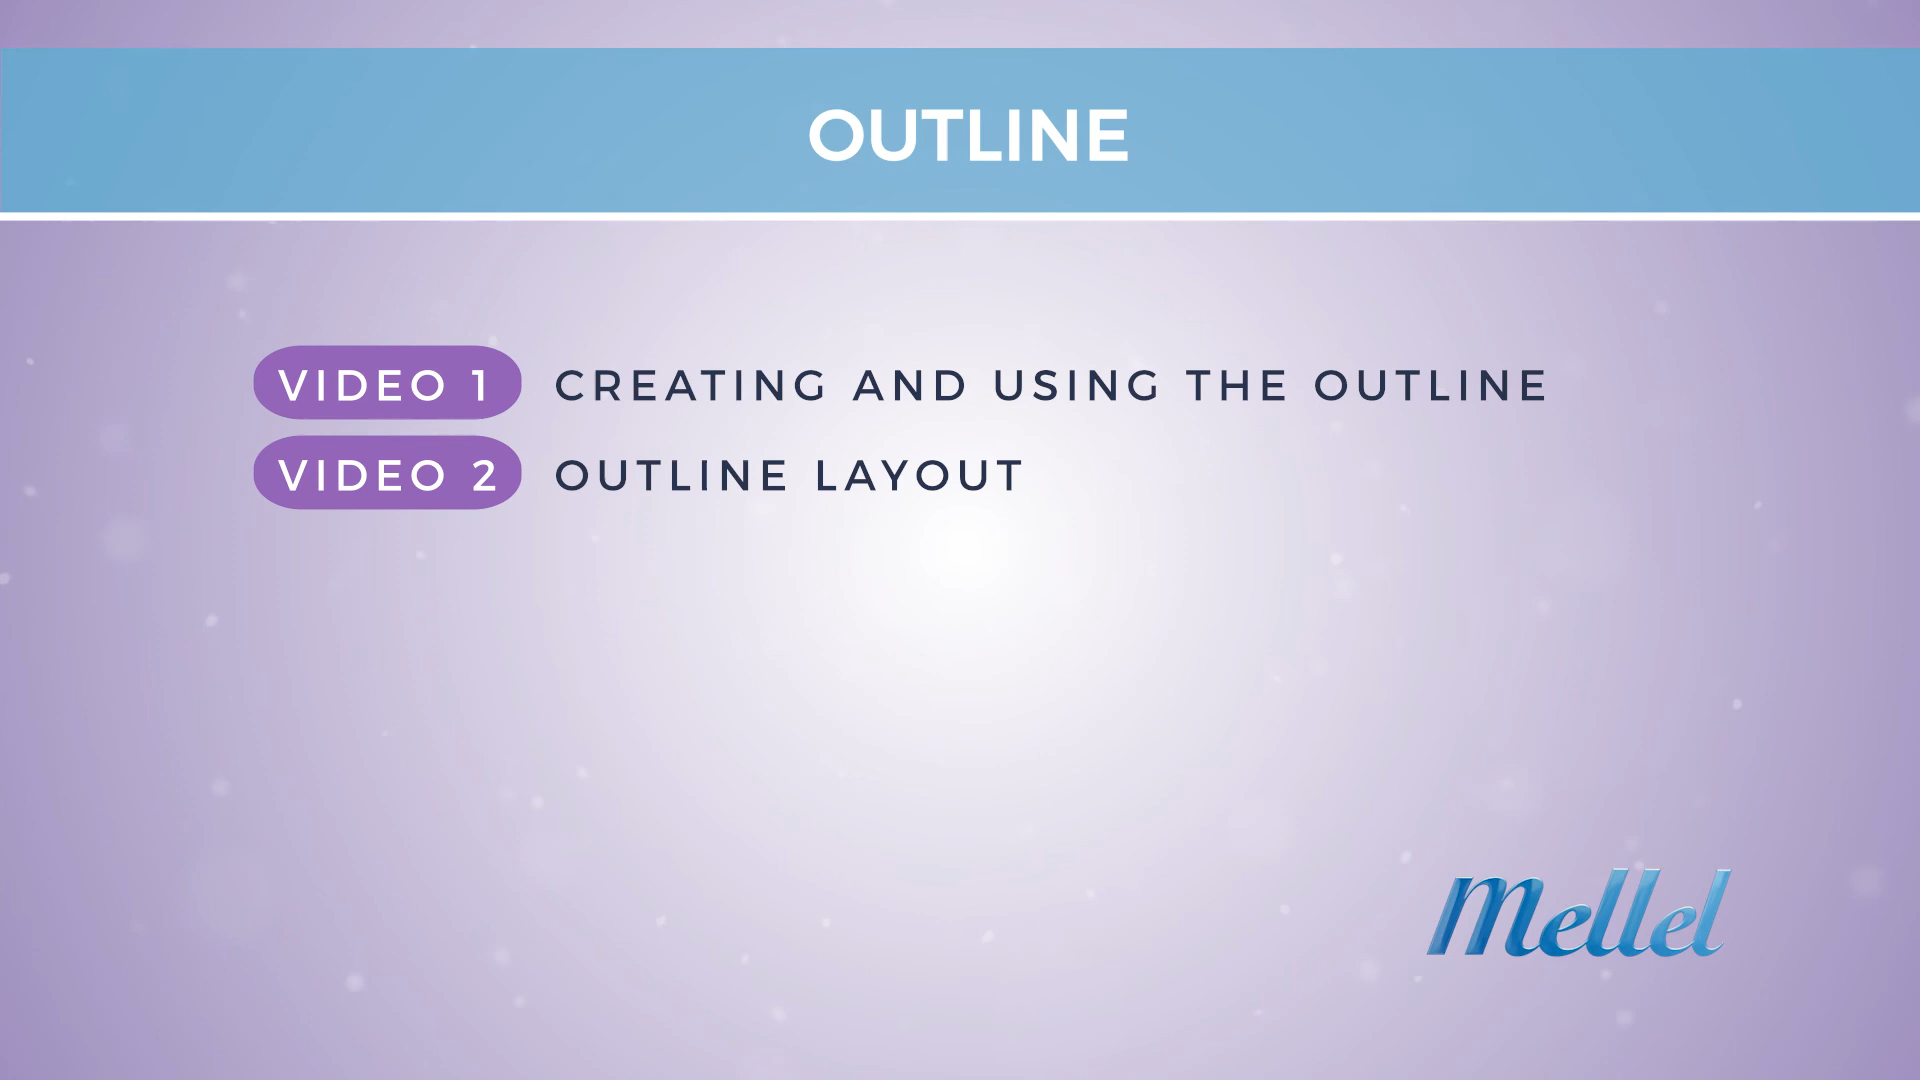 OUTLINE
VIDEO 1 CREATING AND USING THE OUTLINE
VIDEO 2 OUTLINE LAYOUT
Mellel